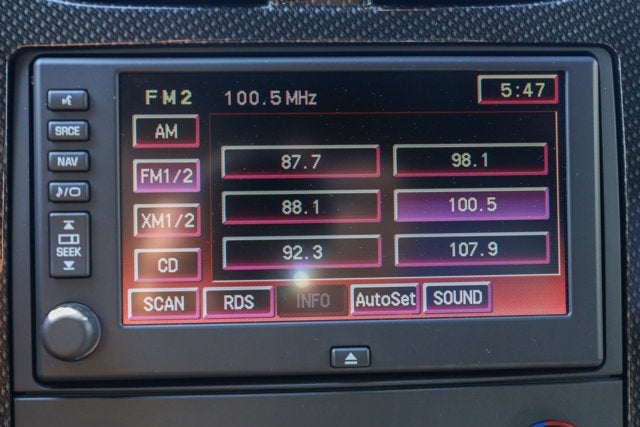 FM2 100.5 MHz 5:47
SRCE
NAV
SEEK
AM
FM1/2
XM1/2
CD
87.7 98.1
88.1 100.5
92.3 107.9
SCAN RDS INFO AutoSet SOUND